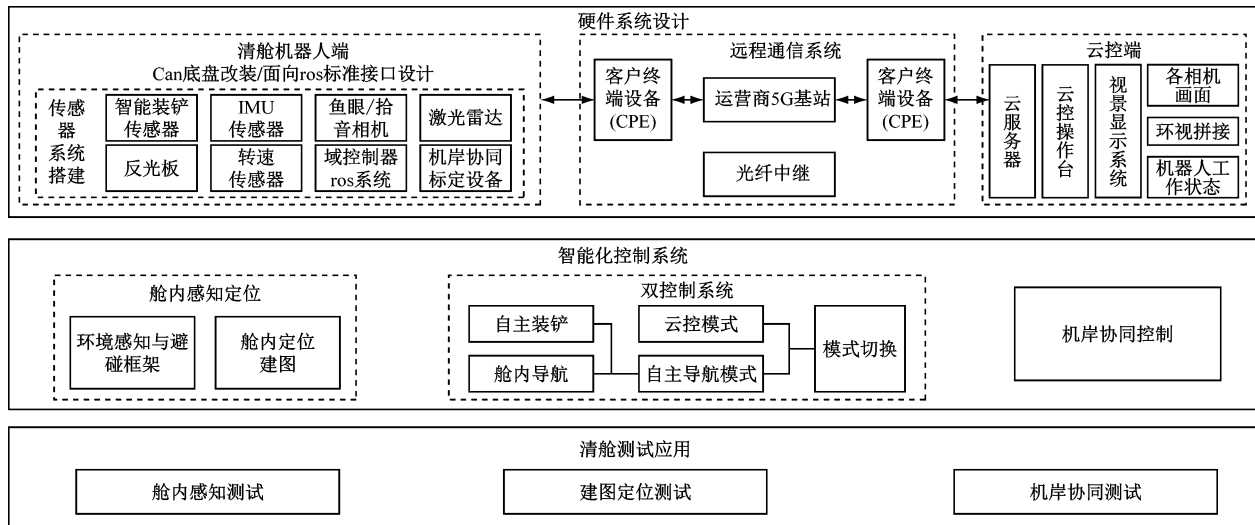 硬件系统设计
清舱机器人端
Can底盘改装/面向ros标准接口设计
传感
器
系统
搭建
智能装铲
传感器
IMU
传感器
鱼眼/拾
音相机
激光雷达
反光板
转速
传感器
域控制器
ros系统
机岸协同
标定设备
远程通信系统
客户终
端设备
(CPE)
运营商5G基站
光纤中继
客户终
端设备
(CPE)
云控端
云服务器
云控操作台
视景显示系统
各相机
画面
环视拼接
机器人工
作状态
智能化控制系统
舱内感知定位
环境感知与避
碰框架
舱内定位
建图
双控制系统
自主装铲
云控模式
舱内导航
自主导航模式
模式切换
机岸协同控制
清舱测试应用
舱内感知测试
建图定位测试
机岸协同测试